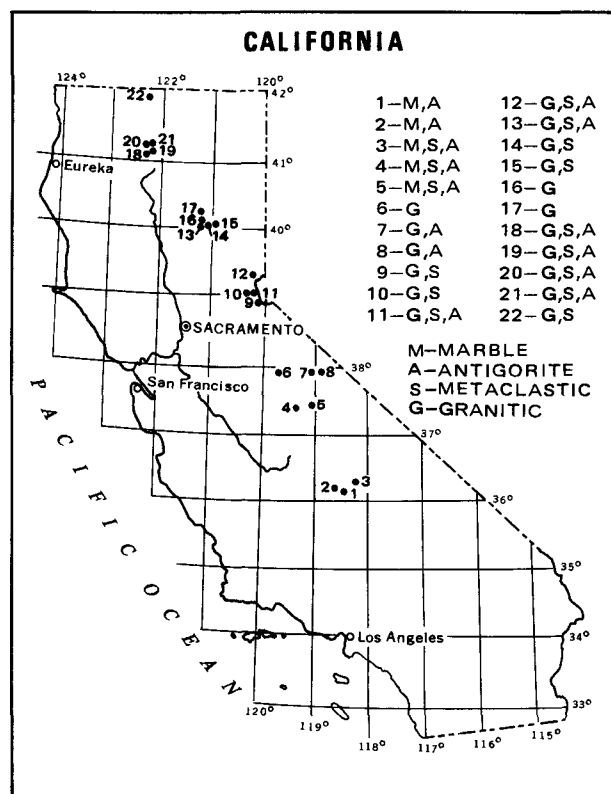 CALIFORNIA
124° 122° 120°
42°
22
20 21
18 19
41°
Eureka
17
16 15
13 14
40°
12
10 11
9
SACRAMENTO
6 7 8
38°
San Francisco
4 5
37°
2 3
1
36°
35°
Los Angeles
34°
33°
120° 119° 118° 117° 116° 115°
PACIFIC OCEAN
1–M,A
2–M,A
3–M,S,A
4–M,S,A
5–M,S,A
6–G
7–G,A
8–G,A
9–G,S
10–G,S
11–G,S,A
12–G,S,A
13–G,S,A
14–G,S
15–G,S
16–G
17–G
18–G,S,A
19–G,S,A
20–G,S,A
21–G,S,A
22–G,S
M–MARBLE
A–ANTIGORITE
S–METACLASTIC
G–GRANITIC